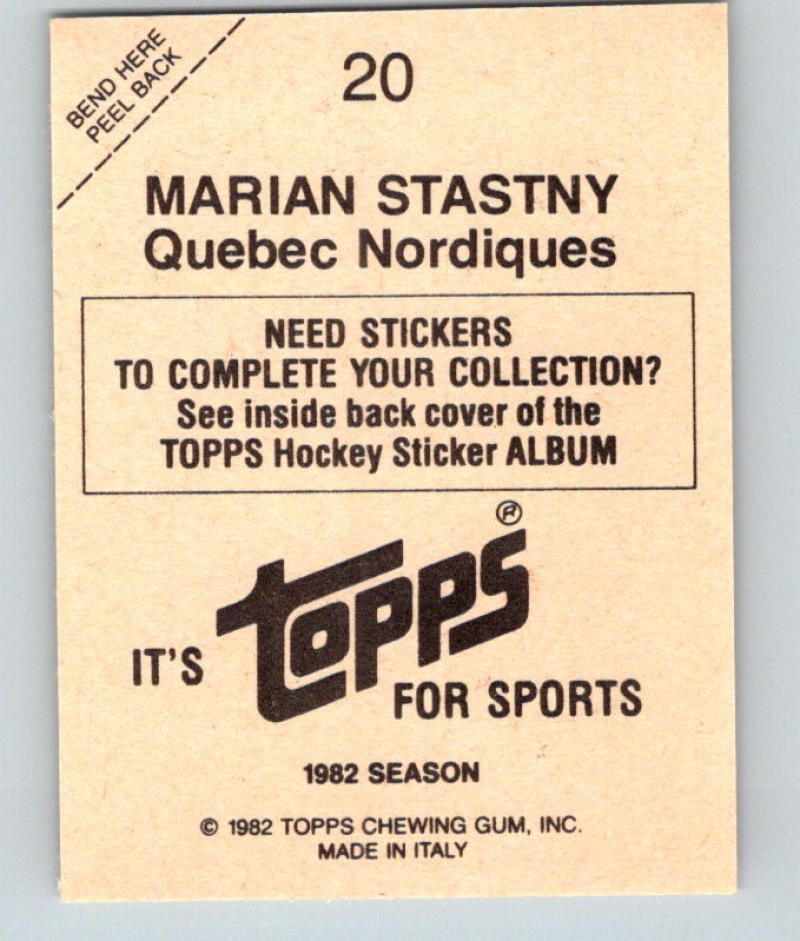 BEND HERE
PEEL BACK
20
MARIAN STASTNY
Quebec Nordiques
NEED STICKERS
TO COMPLETE YOUR COLLECTION?
See inside back cover of the
TOPPS Hockey Sticker ALBUM
IT'S topps®
FOR SPORTS
1982 SEASON
© 1982 TOPPS CHEWING GUM, INC.
MADE IN ITALY